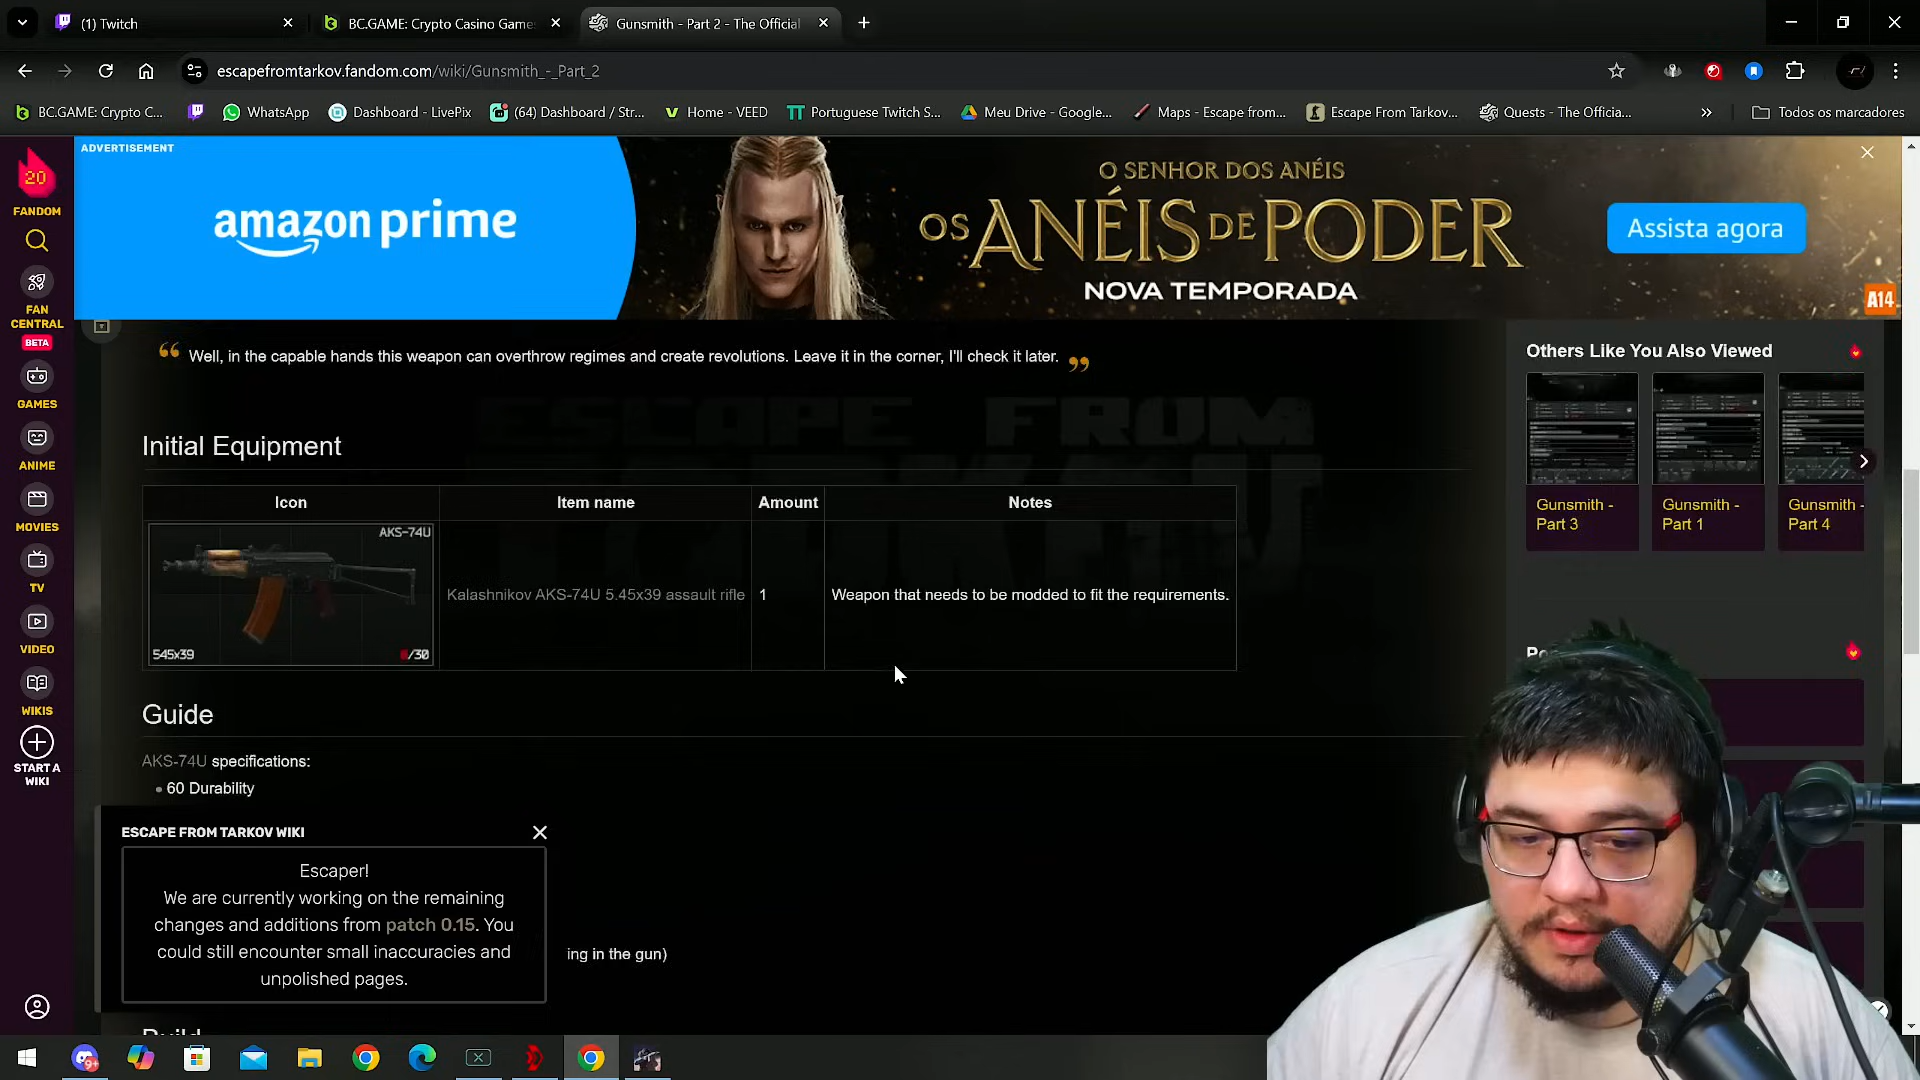 (1) Twitch
BC.GAME: Crypto Casino Game
Gunsmith - Part 2 - The Official
escapefromtarkov.fandom.com/wiki/Gunsmith_-_Part_2
BC.GAME: Crypto C...
WhatsApp
Dashboard - LivePix
(64) Dashboard / Str...
Home - VEED
Portuguese Twitch S...
Meu Drive - Google...
Maps - Escape from...
Escape From Tarkov...
Quests - The Officia...
Todos os marcadores
ADVERTISEMENT
amazon prime
O SENHOR DOS ANÉIS
OS ANÉIS DE PODER
NOVA TEMPORADA
Assista agora
A14
20
FANDOM
FAN
CENTRAL
BETA
GAMES
ANIME
MOVIES
TV
VIDEO
WIKIS
START A
WIKI
“ Well, in the capable hands this weapon can overthrow regimes and create revolutions. Leave it in the corner, I'll check it later. ”
ESCAPE FROM
Initial Equipment
Icon
Item name
Amount
Notes
AKS-74U
545x39
/30
Kalashnikov AKS-74U 5.45x39 assault rifle
1
Weapon that needs to be modded to fit the requirements.
Guide
AKS-74U specifications:
• 60 Durability
ing in the gun)
ESCAPE FROM TARKOV WIKI
Escaper!
We are currently working on the remaining
changes and additions from patch 0.15. You
could still encounter small inaccuracies and
unpolished pages.
Others Like You Also Viewed
Gunsmith -
Part 3
Gunsmith -
Part 1
Gunsmith -
Part 4
9+